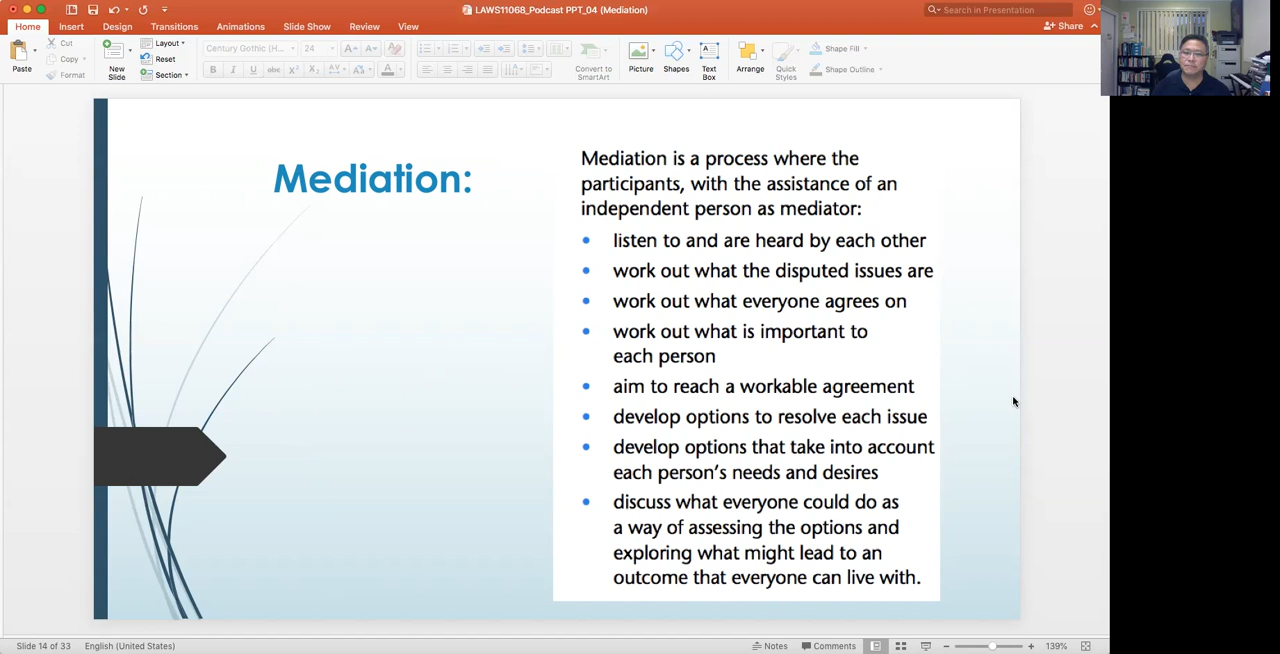 LAWS11068_Podcast PPT_04 (Mediation)
Search in Presentation
Home Insert Design Transitions Animations Slide Show Review View
Share
Paste
Cut
Copy
Format
New
Slide
Layout
Reset
Section
Century Gothic (H...
24
Convert to
SmartArt
Picture
Shapes
Text
Box
Arrange
Quick
Styles
Shape Fill
Shape Outline
Mediation:
Mediation is a process where the
participants, with the assistance of an
independent person as mediator:
• listen to and are heard by each other
• work out what the disputed issues are
• work out what everyone agrees on
• work out what is important to
each person
• aim to reach a workable agreement
• develop options to resolve each issue
• develop options that take into account
each person's needs and desires
• discuss what everyone could do as
a way of assessing the options and
exploring what might lead to an
outcome that everyone can live with.
Slide 14 of 33 English (United States)
Notes Comments 139%